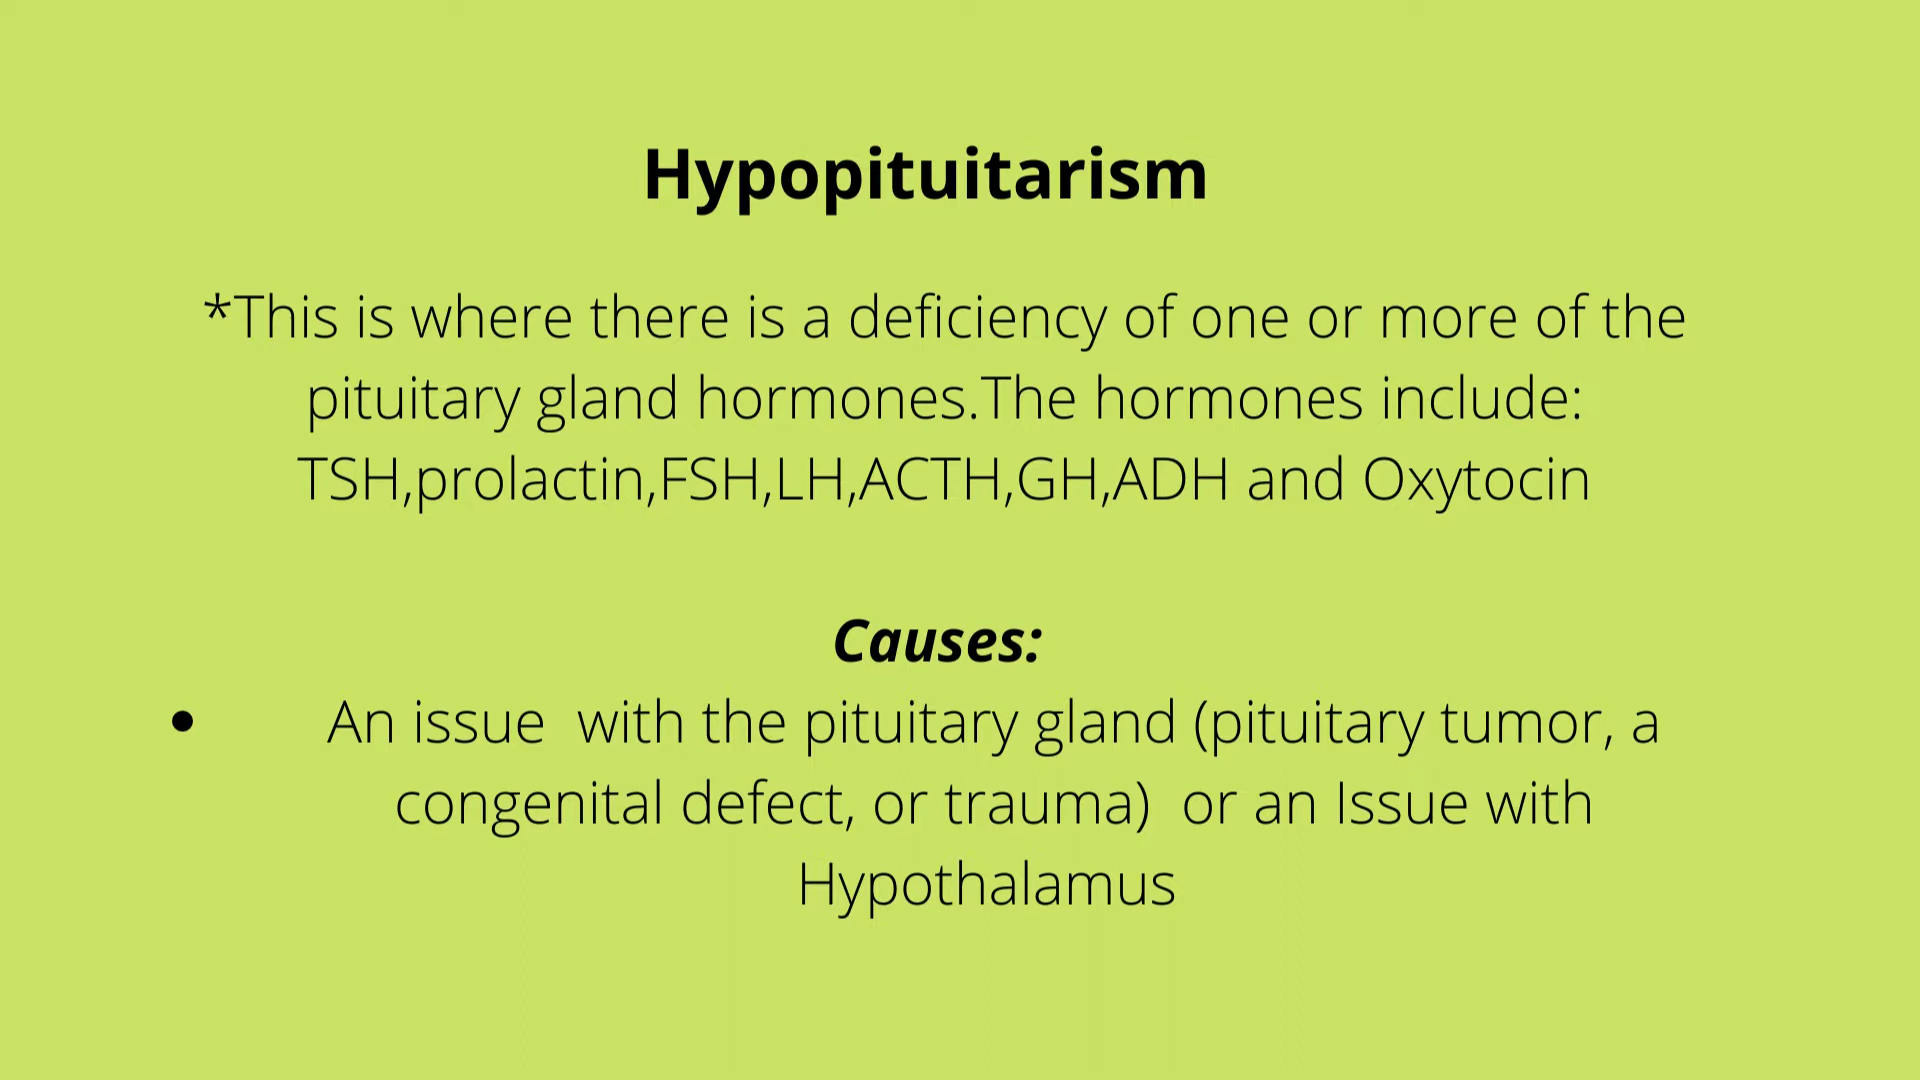 Hypopituitarism
*This is where there is a deficiency of one or more of the
pituitary gland hormones.The hormones include:
TSH,prolactin,FSH,LH,ACTH,GH,ADH and Oxytocin
Causes:
• An issue  with the pituitary gland (pituitary tumor, a
congenital defect, or trauma)  or an Issue with
Hypothalamus